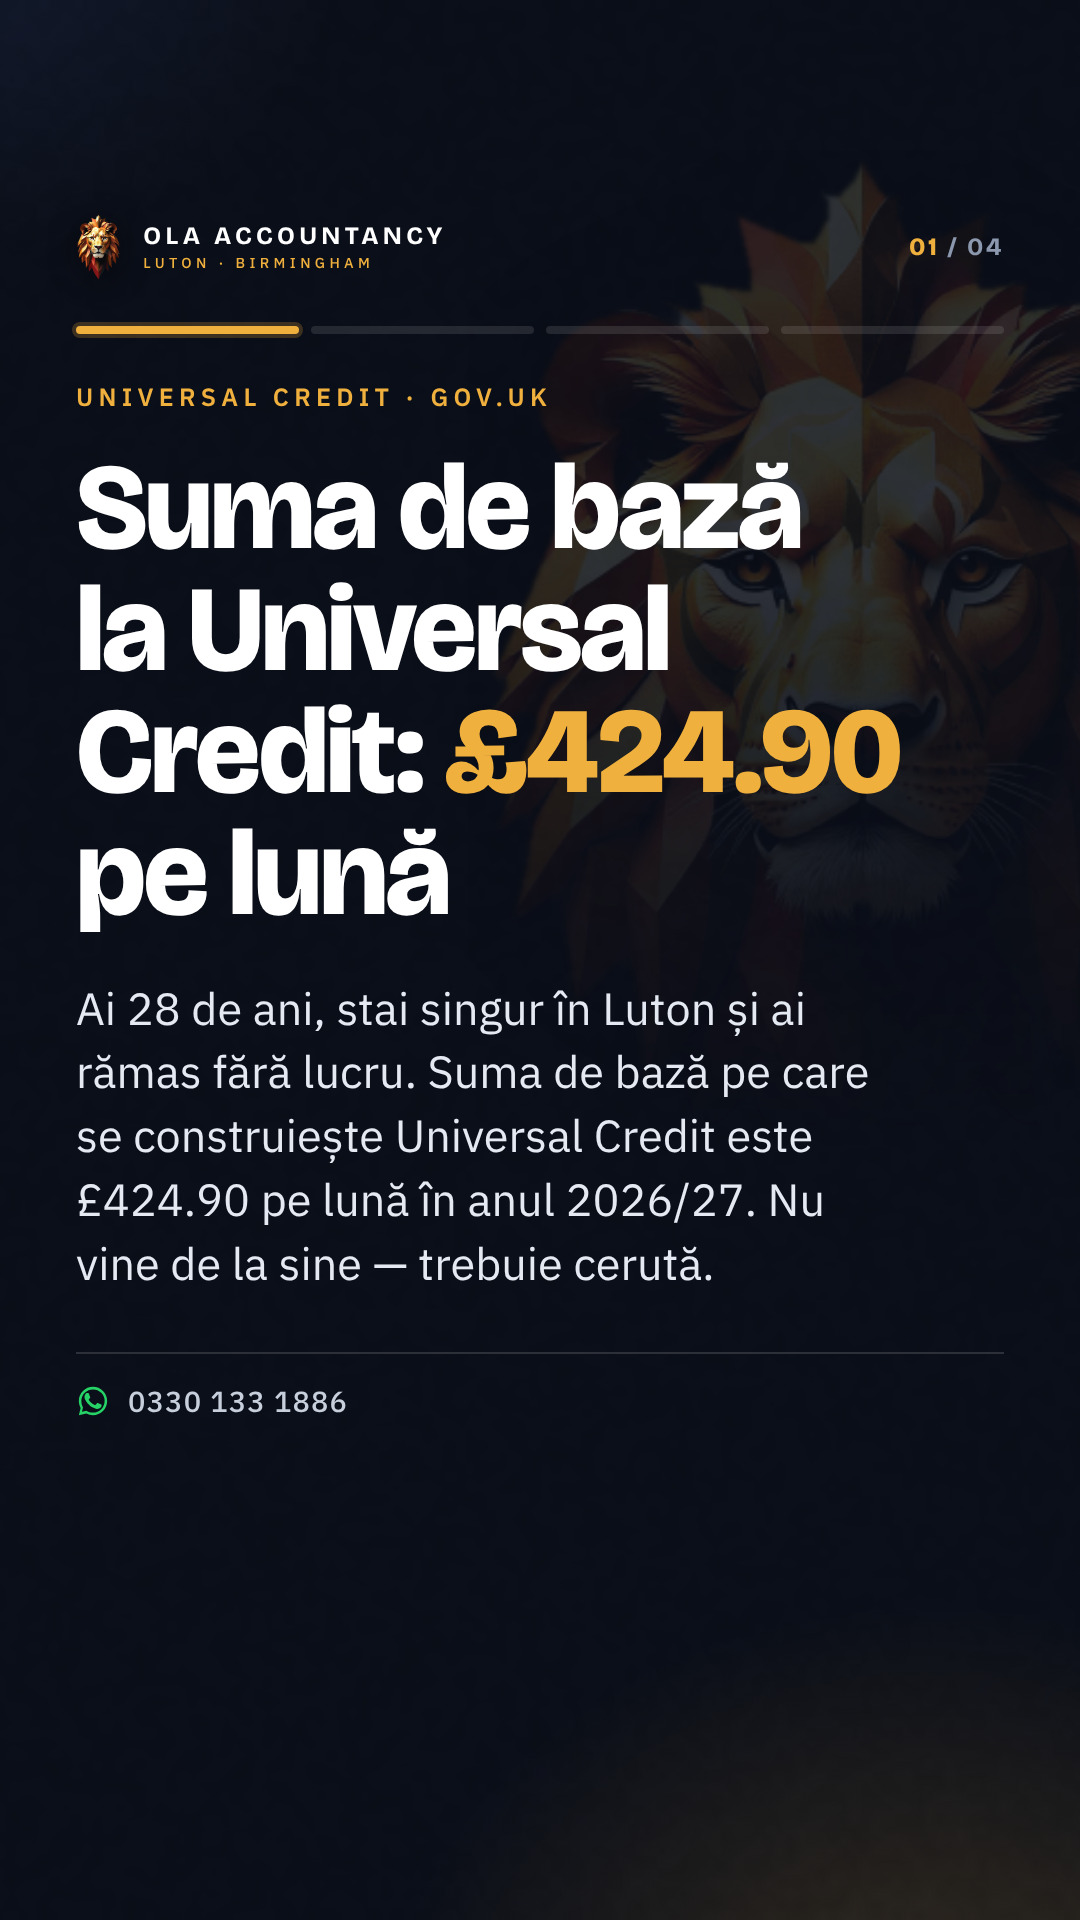 OLA ACCOUNTANCY
LUTON · BIRMINGHAM
01 / 04
UNIVERSAL CREDIT · GOV.UK
Suma de bază
la Universal
Credit: £424.90
pe lună
Ai 28 de ani, stai singur în Luton și ai
rămas fără lucru. Suma de bază pe care
se construiește Universal Credit este
£424.90 pe lună în anul 2026/27. Nu
vine de la sine — trebuie cerută.
0330 133 1886